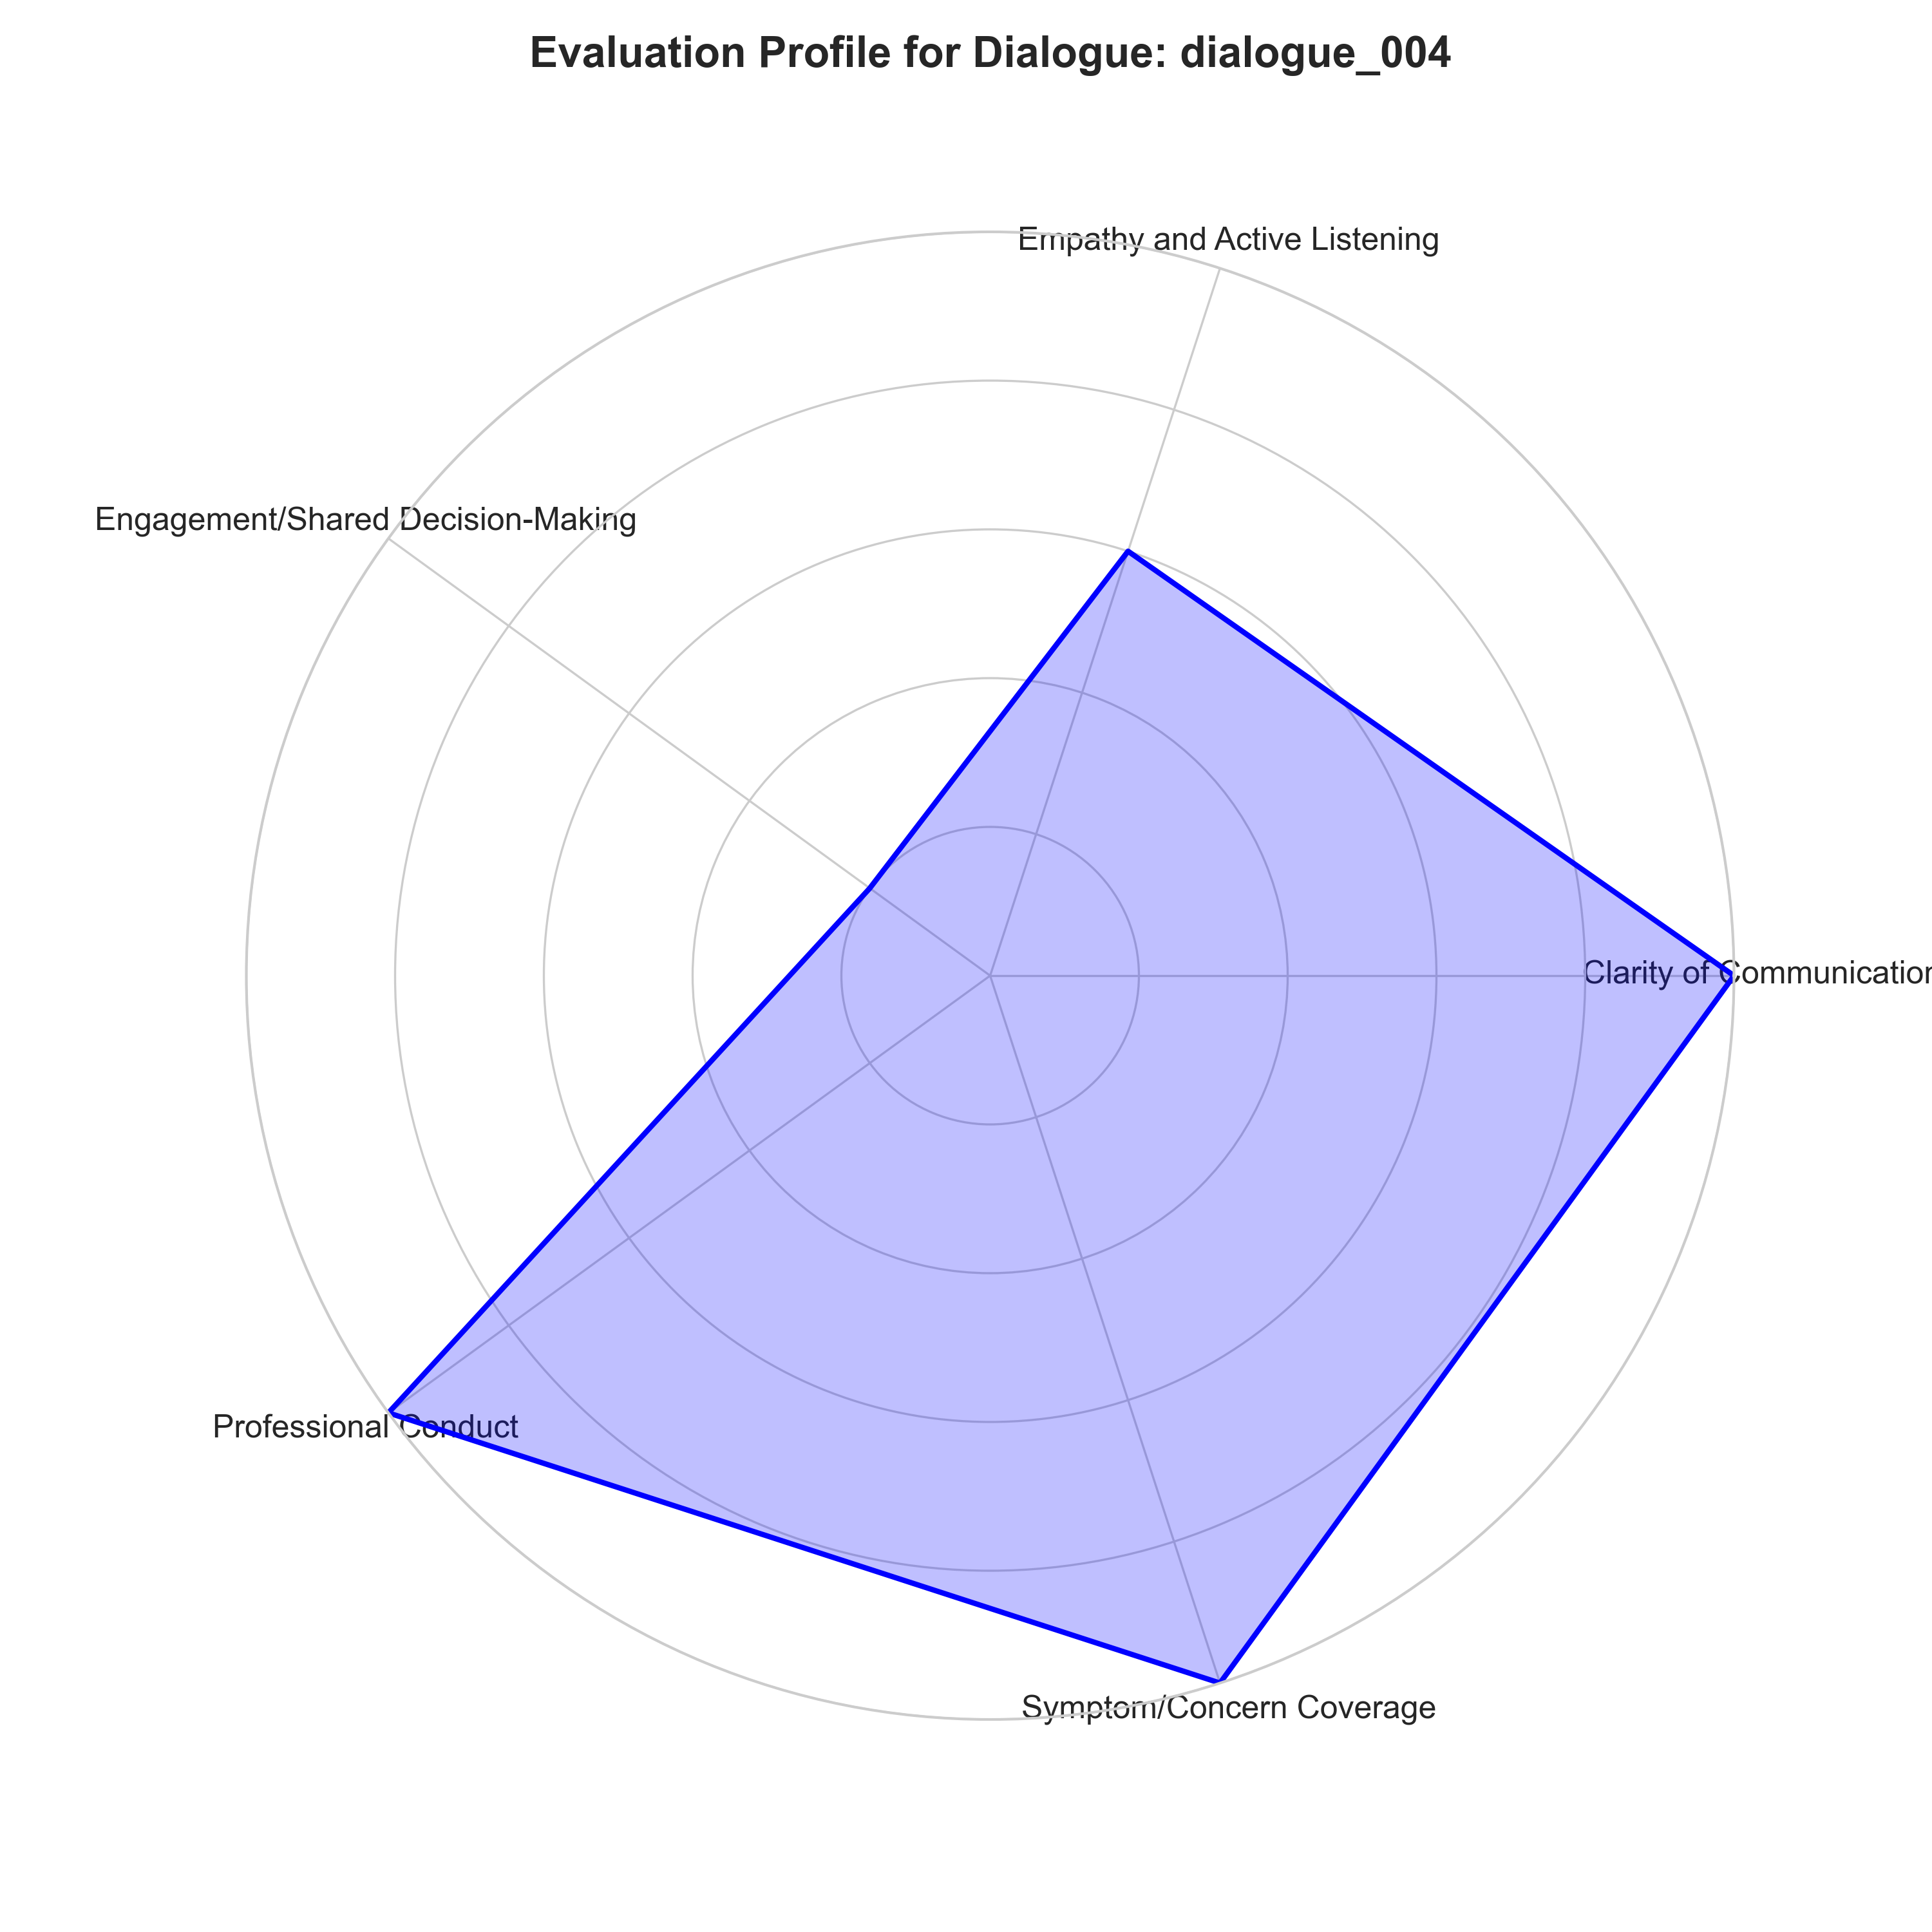 Evaluation Profile for Dialogue: dialogue_004
Empathy and Active Listening
Engagement/Shared Decision-Making
Clarity of Communication
Professional Conduct
Symptom/Concern Coverage